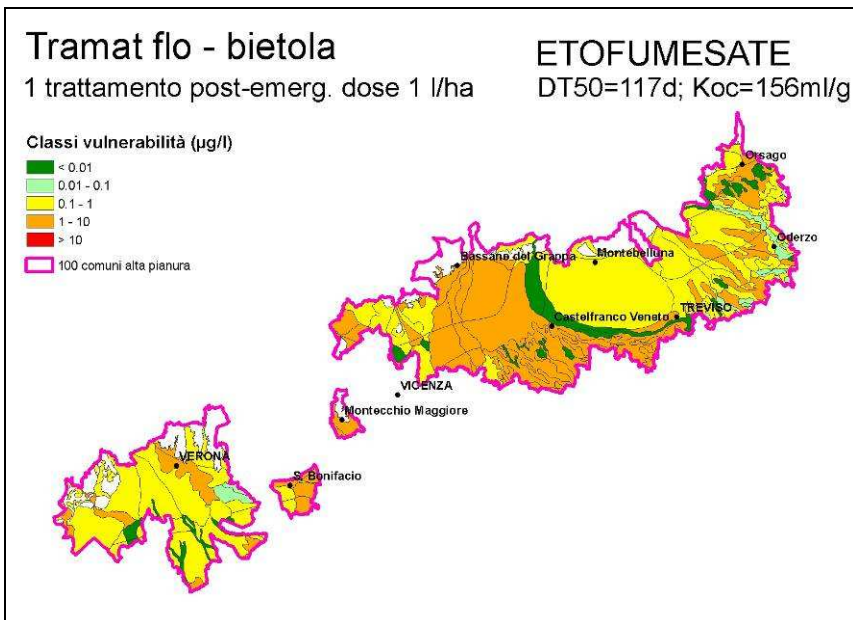 Tramat flo - bietola
1 trattamento post-emerg. dose 1 l/ha
ETOFUMESATE
DT50=117d; Koc=156ml/g
Classi vulnerabilità (µg/l)
< 0.01
0.01 - 0.1
0.1 - 1
1 - 10
> 10
100 comuni alta pianura
Orsago
Oderzo
Bassano del Grappa
Montebelluna
Castelfranco Veneto
TREVISO
VICENZA
Montecchio Maggiore
VERONA
S. Bonifacio